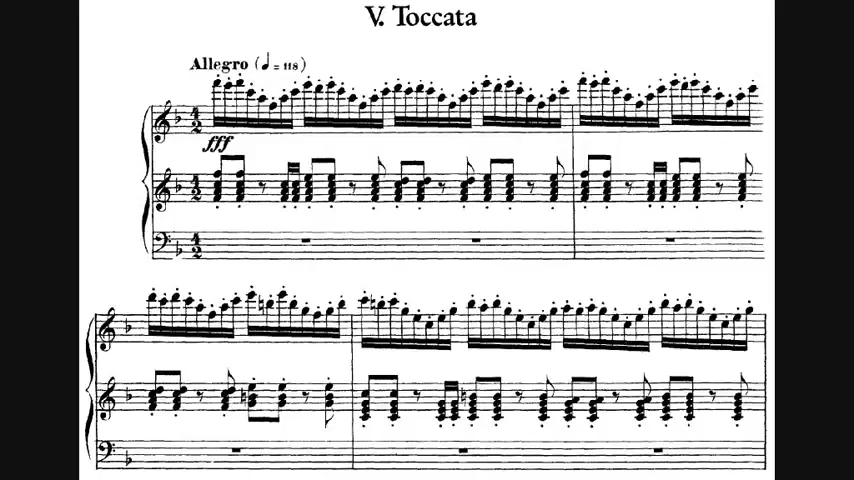 V. Toccata
Allegro (♩ = 118)
fff